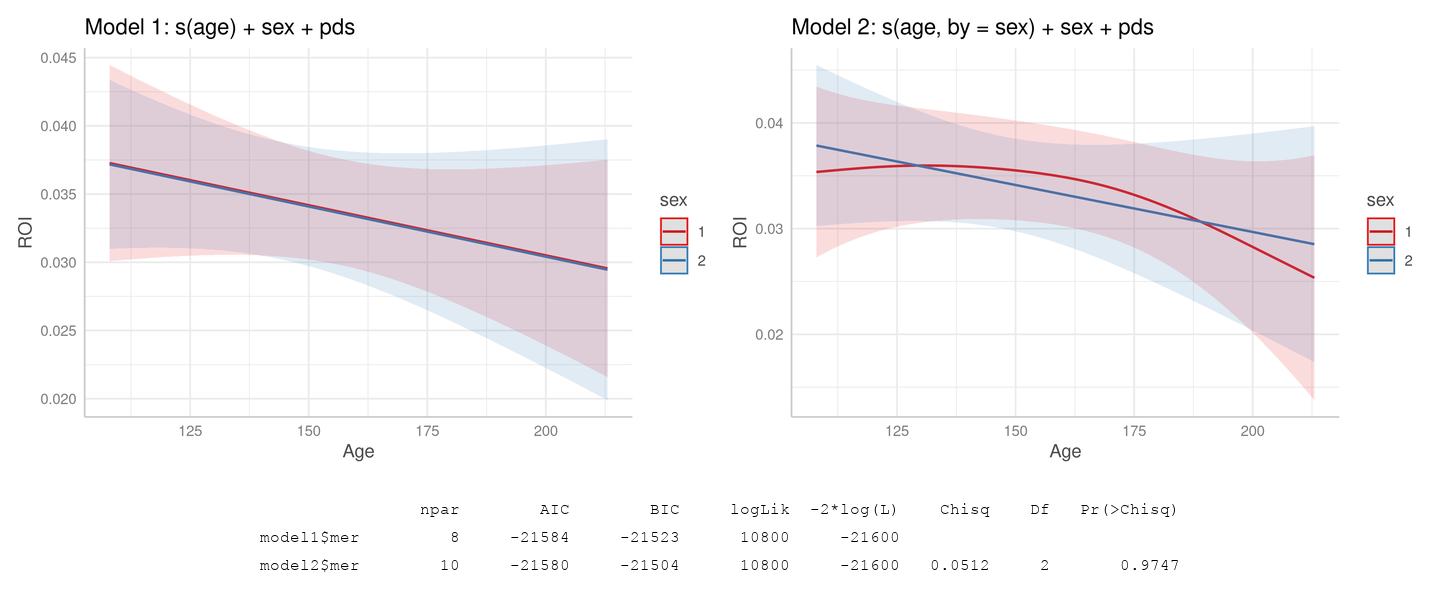 Model 1: s(age) + sex + pds
0.045
0.040
0.035
0.030
0.025
0.020
ROI
125 150 175 200
Age
sex
1
2
Model 2: s(age, by = sex) + sex + pds
0.04
0.03
0.02
ROI
125 150 175 200
Age
sex
1
2
npar AIC BIC logLik -2*log(L) Chisq Df Pr(>Chisq)
model1$mer 8 -21584 -21523 10800 -21600
model2$mer 10 -21580 -21504 10800 -21600 0.0512 2 0.9747